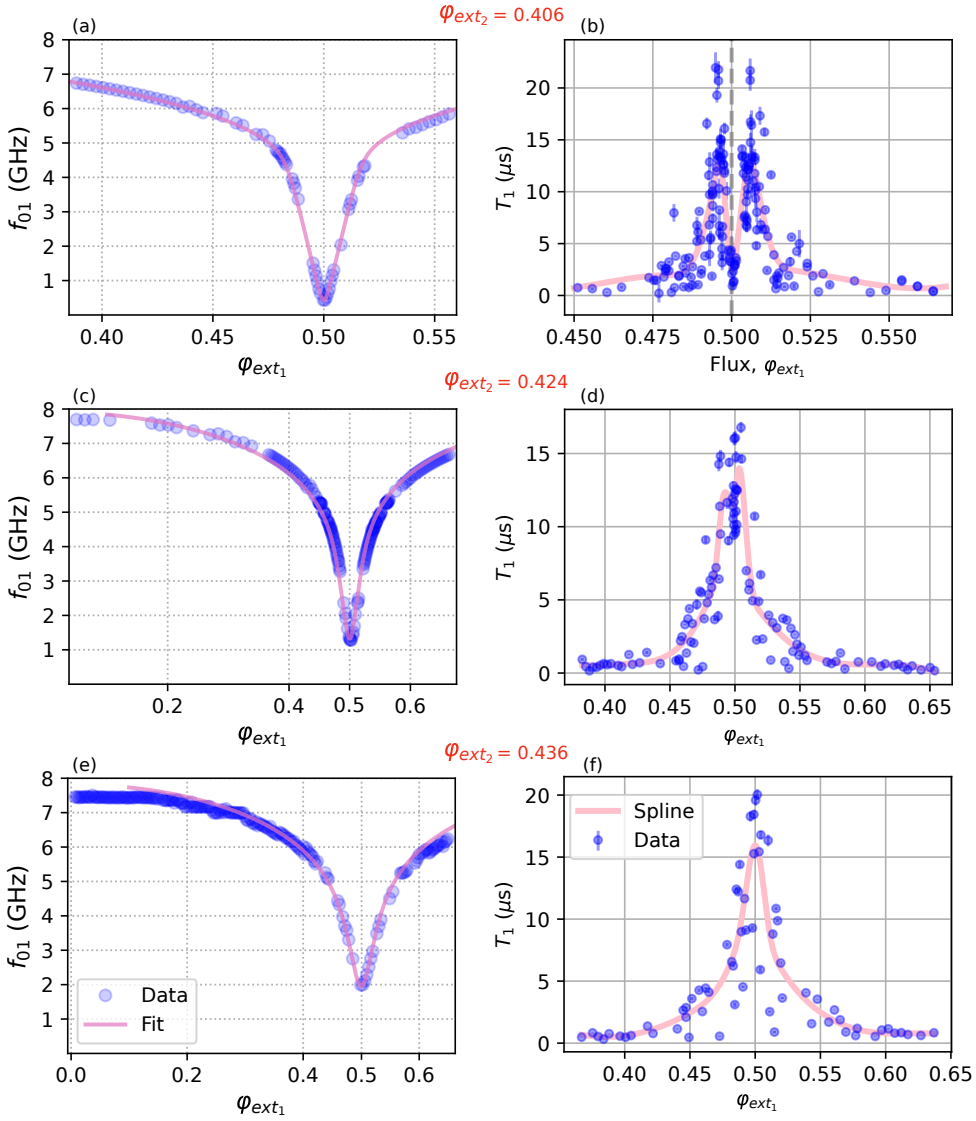 φext2 = 0.406
(a)
(b)
8
7
6
5
4
3
2
1
f01 (GHz)
0.40
0.45
0.50
0.55
φext1
20
15
10
5
0
T1 (μs)
0.450
0.475
0.500
0.525
0.550
Flux, φext1
φext2 = 0.424
(c)
(d)
8
7
6
5
4
3
2
1
f01 (GHz)
0.2
0.4
0.5
0.6
φext1
15
10
5
0
T1 (μs)
0.40
0.45
0.50
0.55
0.60
0.65
φext1
φext2 = 0.436
(e)
(f)
8
7
6
5
4
3
2
1
f01 (GHz)
Data
Fit
0.0
0.2
0.4
0.5
0.6
φext1
20
15
10
5
0
T1 (μs)
Spline
Data
0.40
0.45
0.50
0.55
0.60
0.65
φext1